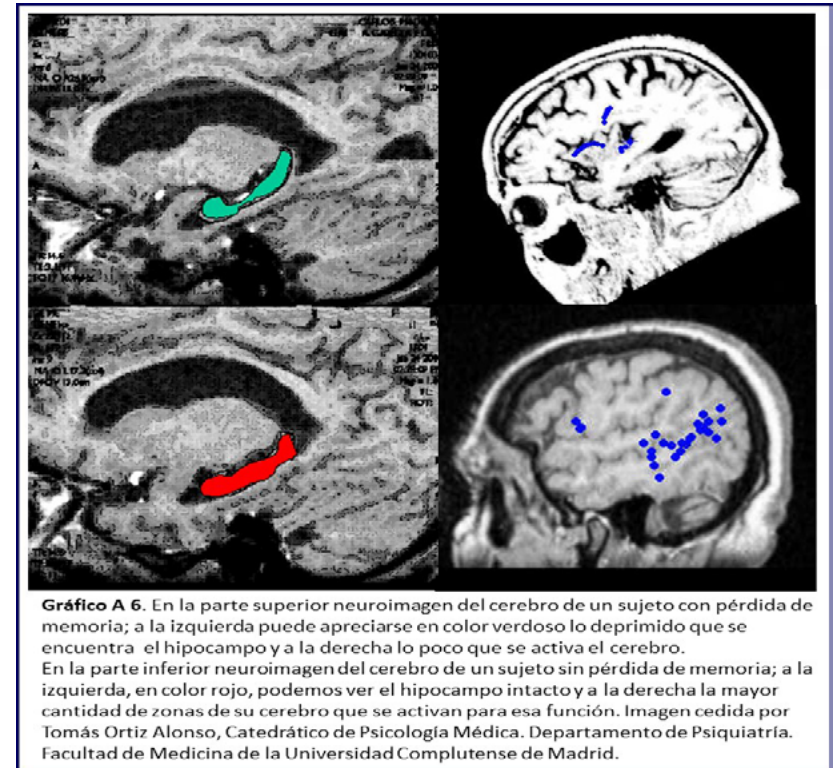 CARLOS
Gráfico A 6. En la parte superior neuroimagen del cerebro de un sujeto con pérdida de
memoria; a la izquierda puede apreciarse en color verdoso lo deprimido que se
encuentra el hipocampo y a la derecha lo poco que se activa el cerebro.
En la parte inferior neuroimagen del cerebro de un sujeto sin pérdida de memoria; a la
izquierda, en color rojo, podemos ver el hipocampo intacto y a la derecha la mayor
cantidad de zonas de su cerebro que se activan para esa función. Imagen cedida por
Tomás Ortiz Alonso, Catedrático de Psicología Médica. Departamento de Psiquiatría.
Facultad de Medicina de la Universidad Complutense de Madrid.